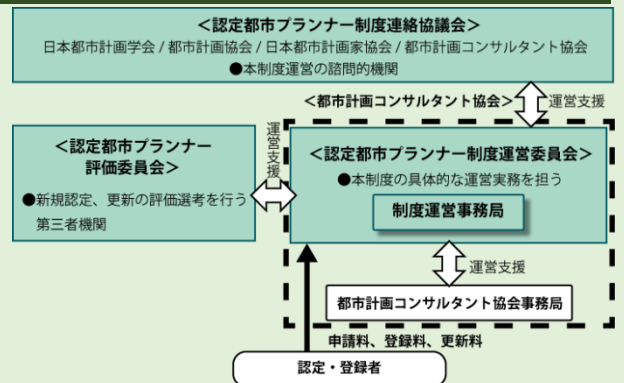 ＜認定都市プランナー制度連絡協議会＞
日本都市計画学会 / 都市計画協会 / 日本都市計画家協会 / 都市計画コンサルタント協会
●本制度運営の諮問的機関
＜都市計画コンサルタント協会＞
運営支援
＜認定都市プランナー
評価委員会＞
●新規認定、更新の評価選考を行う
第三者機関
運営支援
＜認定都市プランナー制度運営委員会＞
●本制度の具体的な運営実務を担う
制度運営事務局
運営支援
都市計画コンサルタント協会事務局
申請料、登録料、更新料
認定・登録者